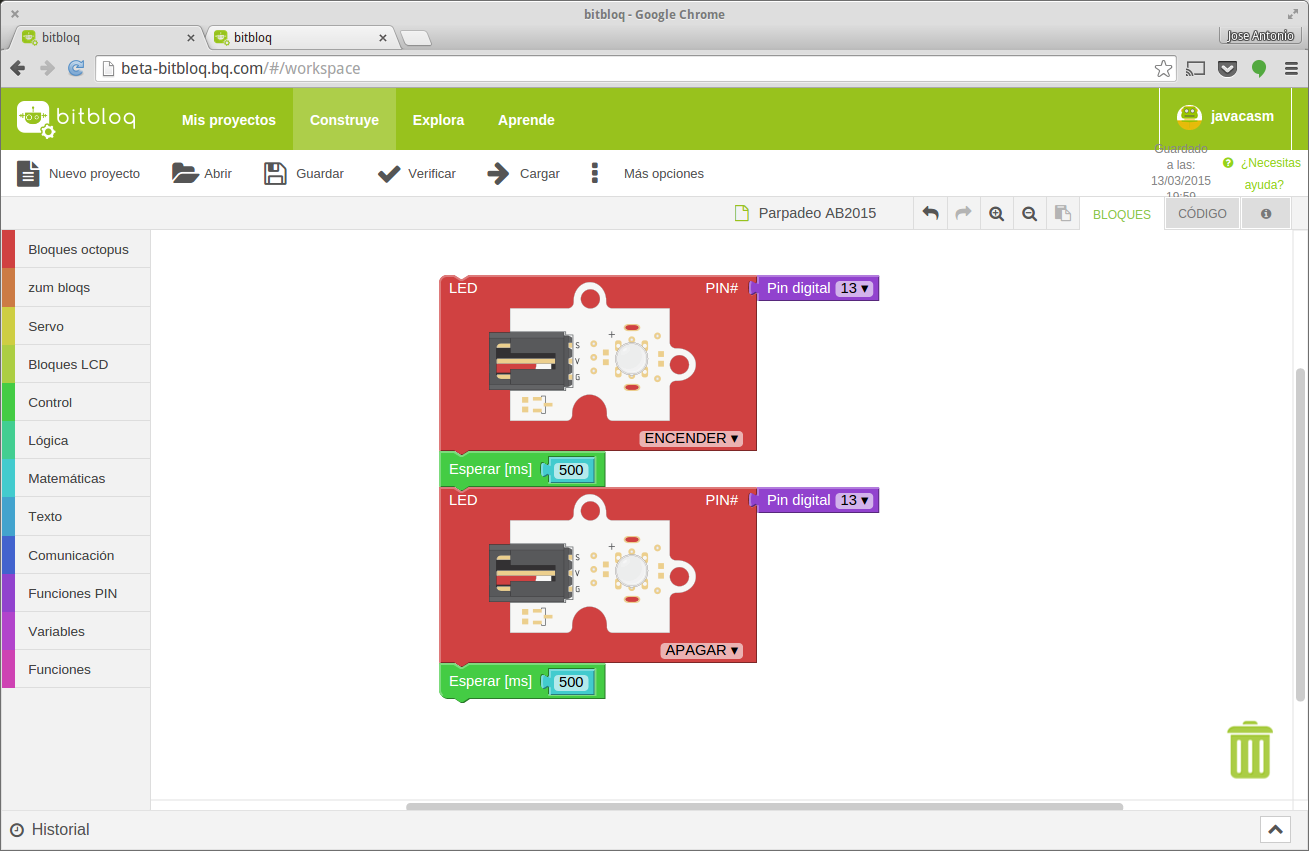 bitbloq - Google Chrome
bitbloq
bitbloq
Jose Antonio
beta-bitbloq.bq.com/#/workspace
bitbloq
Mis proyectos
Construye
Explora
Aprende
javacasm
Nuevo proyecto
Abrir
Guardar
Verificar
Cargar
Más opciones
Guardado
a las:
13/03/2015
19:59
¿Necesitas
ayuda?
Parpadeo AB2015
BLOQUES
CÓDIGO
Bloques octopus
zum bloqs
Servo
Bloques LCD
Control
Lógica
Matemáticas
Texto
Comunicación
Funciones PIN
Variables
Funciones
LED
PIN#
Pin digital 13 ▾
+
S
V
G
ENCENDER ▾
Esperar [ms] 500
LED
PIN#
Pin digital 13 ▾
+
S
V
G
APAGAR ▾
Esperar [ms] 500
Historial